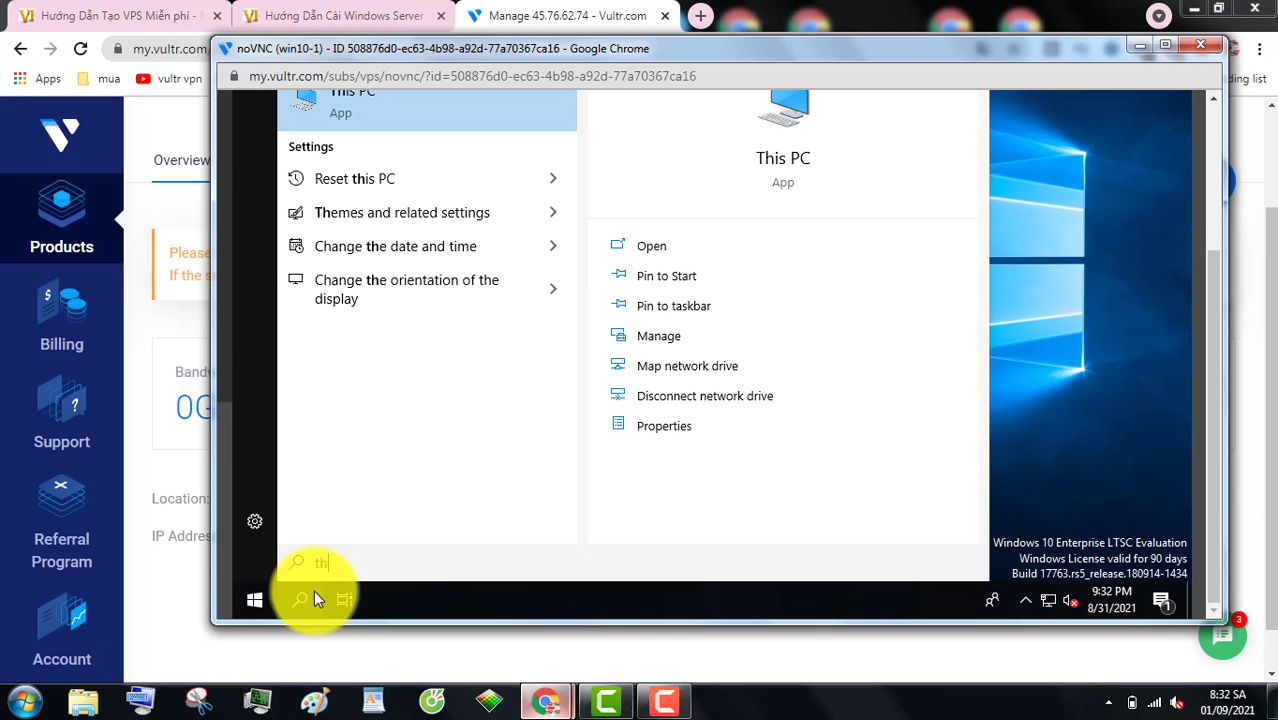 Hướng Dẫn Tạo VPS Miễn phí -
Hướng Dẫn Cài Windows Server
Manage 45.76.62.74 - Vultr.com
my.vultr.com/
noVNC (win10-1) - ID 508876d0-ec63-4b98-a92d-77a70367ca16 - Google Chrome
my.vultr.com/subs/vps/novnc/?id=508876d0-ec63-4b98-a92d-77a70367ca16
Apps
mua
vultr vpn
ding list
This PC
App
Settings
Reset this PC
Themes and related settings
Change the date and time
Change the orientation of the
display
This PC
App
Open
Pin to Start
Pin to taskbar
Manage
Map network drive
Disconnect network drive
Properties
th
Overview
Please
If the s
Bandw
0G
Location:
IP Addres
Products
Billing
Support
Referral
Program
Account
Windows 10 Enterprise LTSC Evaluation
Windows License valid for 90 days
Build 17763.rs5_release.180914-1434
9:32 PM
8/31/2021
1
3
8:32 SA
01/09/2021